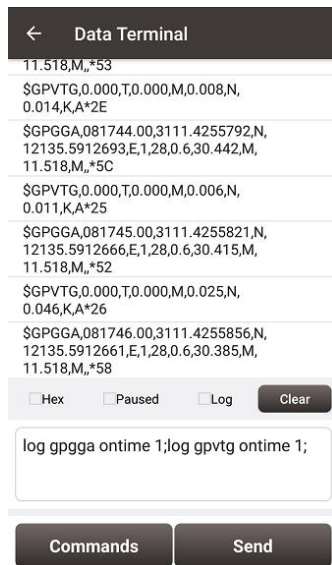 Data Terminal
11.518,M,,*53
$GPVTG,0.000,T,0.000,M,0.008,N,
0.014,K,A*2E
$GPGGA,081744.00,3111.4255792,N,
12135.5912693,E,1,28,0.6,30.442,M,
11.518,M,,*5C
$GPVTG,0.000,T,0.000,M,0.006,N,
0.011,K,A*25
$GPGGA,081745.00,3111.4255821,N,
12135.5912666,E,1,28,0.6,30.415,M,
11.518,M,,*52
$GPVTG,0.000,T,0.000,M,0.025,N,
0.046,K,A*26
$GPGGA,081746.00,3111.4255856,N,
12135.5912661,E,1,28,0.6,30.385,M,
11.518,M,,*58
Hex Paused Log Clear
log gpgga ontime 1;log gpvtg ontime 1;
Commands Send